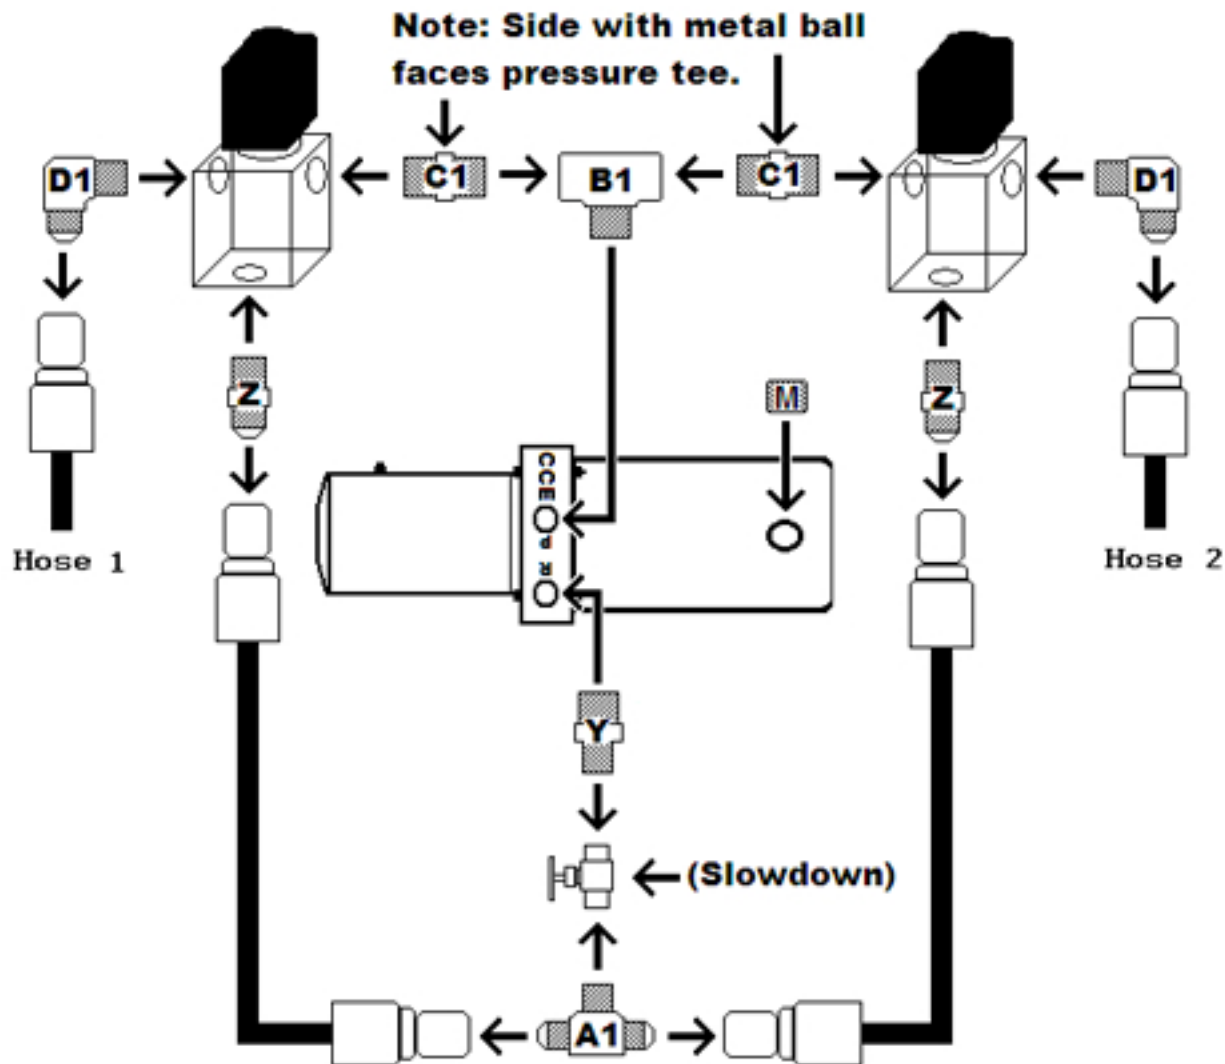 Note: Side with metal ball
faces pressure tee.
D1
C1
B1
C1
D1
Z
M
Z
CCE
P
R
Hose 1
Hose 2
Y
(Slowdown)
A1